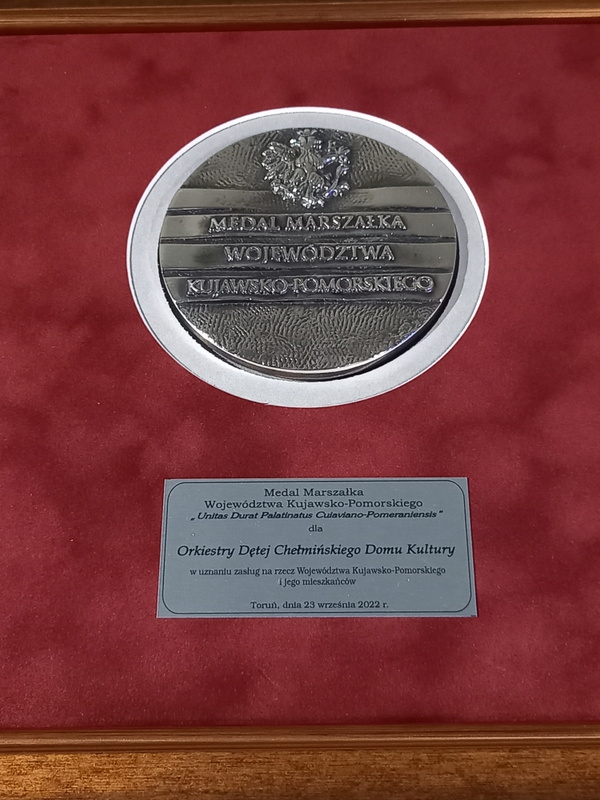 MEDAL MARSZAŁKA
WOJEWÓDZTWA
KUJAWSKO-POMORSKIEGO
Medal Marszałka
Województwa Kujawsko-Pomorskiego
„Unitas Durat Palatinatus Cuiaviano-Pomeraniensis"
dla
Orkiestry Dętej Chełmińskiego Domu Kultury
w uznaniu zasług na rzecz Województwa Kujawsko-Pomorskiego
i jego mieszkańców
Toruń, dnia 23 września 2022 r.